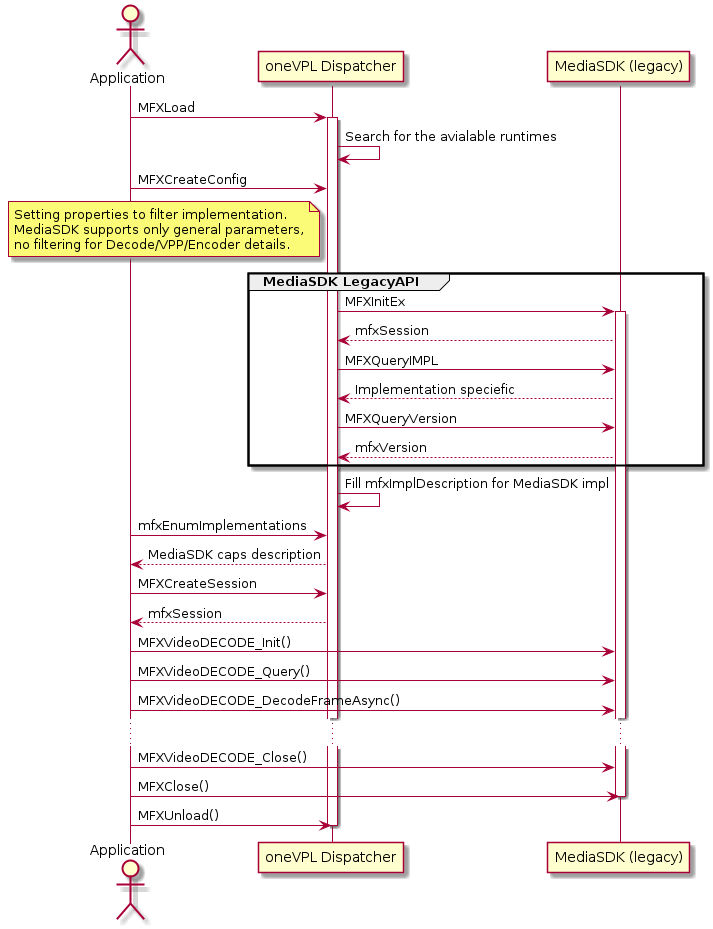 Application
oneVPL Dispatcher
MediaSDK (legacy)
MFXLoad
Search for the avialable runtimes
MFXCreateConfig
Setting properties to filter implementation.
MediaSDK supports only general parameters,
no filtering for Decode/VPP/Encoder details.
MediaSDK LegacyAPI
MFXInitEx
mfxSession
MFXQueryIMPL
Implementation speciefic
MFXQueryVersion
mfxVersion
Fill mfxImplDescription for MediaSDK impl
mfxEnumImplementations
MediaSDK caps description
MFXCreateSession
mfxSession
MFXVideoDECODE_Init()
MFXVideoDECODE_Query()
MFXVideoDECODE_DecodeFrameAsync()
MFXVideoDECODE_Close()
MFXClose()
MFXUnload()
Application
oneVPL Dispatcher
MediaSDK (legacy)